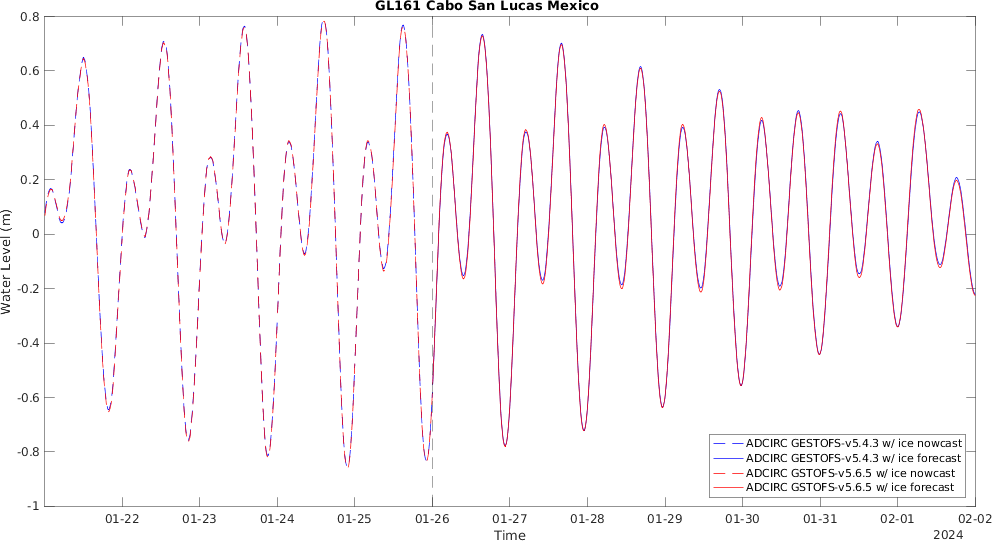 GL161 Cabo San Lucas Mexico
0.8
0.6
0.4
0.2
0
-0.2
-0.4
-0.6
-0.8
-1
Water Level (m)
ADCIRC GESTOFS-v5.4.3 w/ ice nowcast
ADCIRC GESTOFS-v5.4.3 w/ ice forecast
ADCIRC GSTOFS-v5.6.5 w/ ice nowcast
ADCIRC GSTOFS-v5.6.5 w/ ice forecast
01-22 01-23 01-24 01-25 01-26 01-27 01-28 01-29 01-30 01-31 02-01 02-02
Time
2024